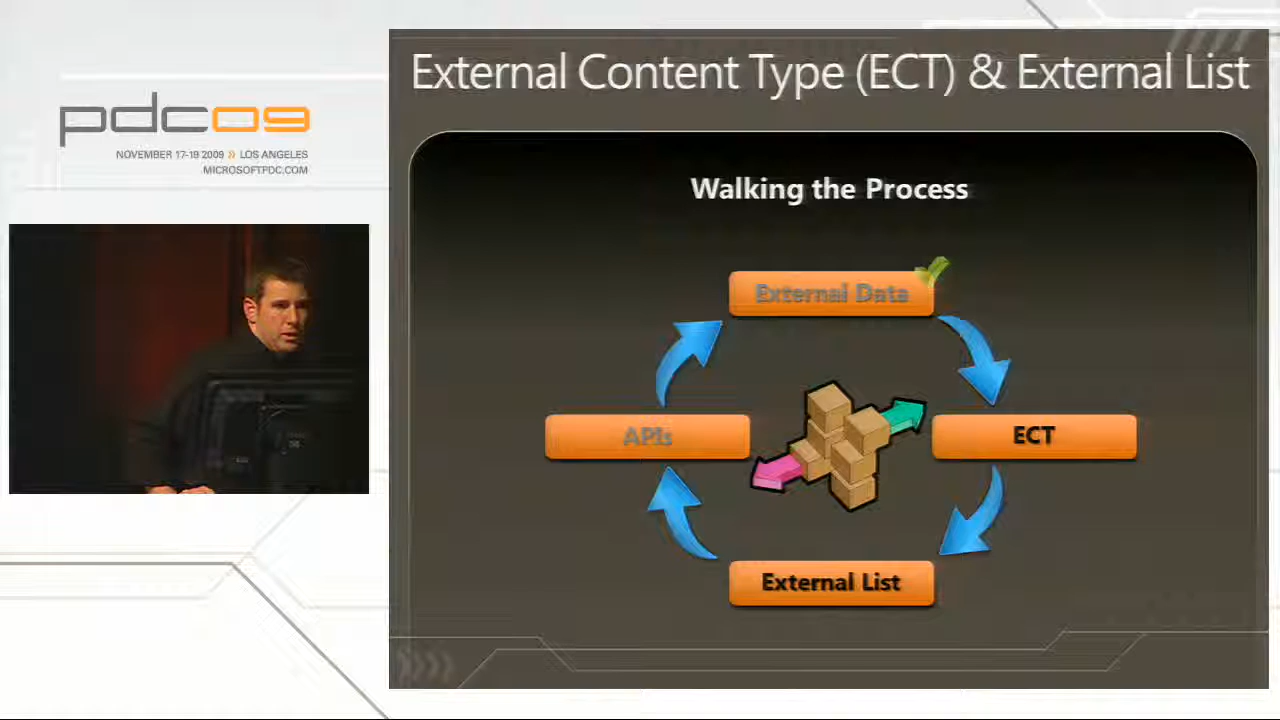 External Content Type (ECT) & External List
pdc09
NOVEMBER 17-19 2009 » LOS ANGELES
MICROSOFTPDC.COM
Walking the Process
External Data
APIs
ECT
External List